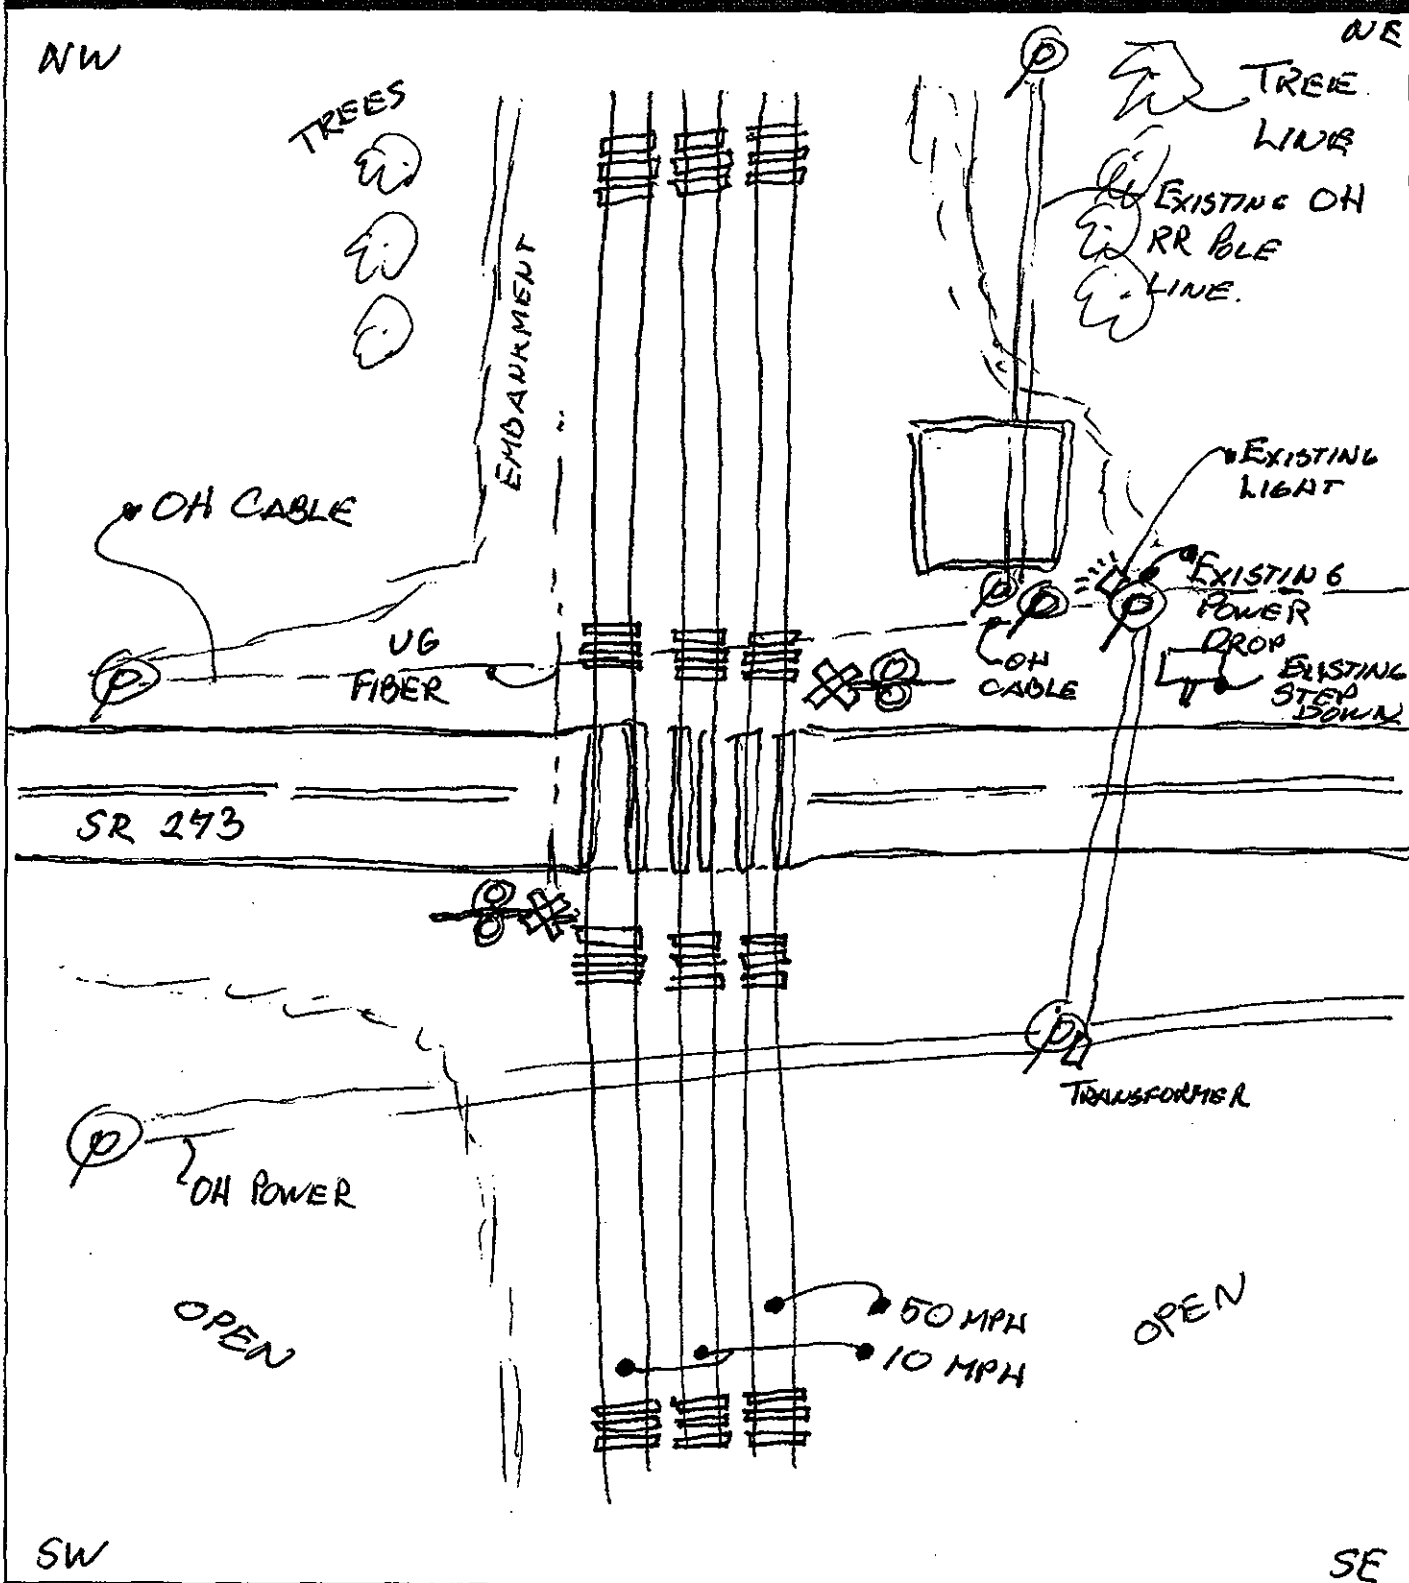 NW
NE
TREES
TREE
LINE
EXISTING OH
RR POLE
LINE.
EMBANKMENT
OH CABLE
EXISTING
LIGHT
EXISTING
POWER
DROP
UG
FIBER
OH
CABLE
EXISTING
STEP
DOWN
SR 273
TRANSFORMER
OH POWER
OPEN
50 MPH
10 MPH
OPEN
SW
SE